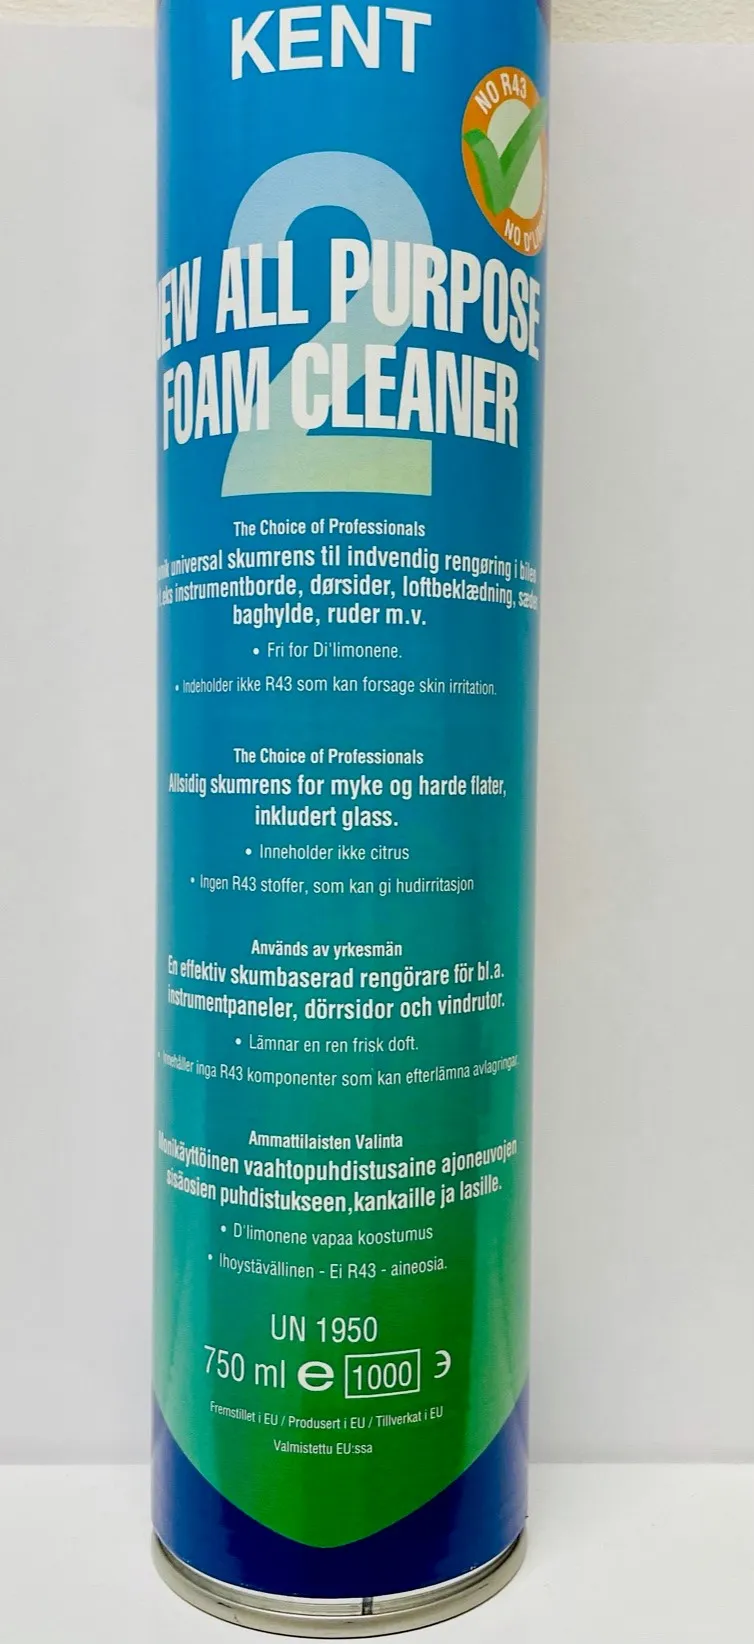 KENT
NO R43
NO
2
ALL PURPOSE
FOAM CLEANER
The Choice of Professionals
universal skumrens til indvendig rengøring i bilen
f.eks instrumentborde, dørsider, loftbeklædning,
baghylde, ruder m.v.
• Fri for Di'limonene.
• Indeholder ikke R43 som kan forsage skin irritation.
The Choice of Professionals
Allsidig skumrens for myke og harde flater,
inkludert glass.
• Inneholder ikke citrus
• Ingen R43 stoffer, som kan gi hudirritasjon
Används av yrkesmän
En effektiv skumbaserad rengörare för bl.a.
instrumentpaneler, dörrsidor och vindrutor.
• Lämnar en ren frisk doft.
• Innehåller inga R43 komponenter som kan efterlämna avlagringar.
Ammattilaisten Valinta
Monikäyttöinen vaahtopuhdistusaine ajoneuvojen
sisäosien puhdistukseen,kankaille ja lasille.
• D'limonene vapaa koostumus
• Ihoystävällinen - Ei R43 - aineosia.
UN 1950
750 ml ℮ 1000 ϶
Fremstillet i EU / Produsert i EU / Tillverkat i EU
Valmistettu EU:ssa